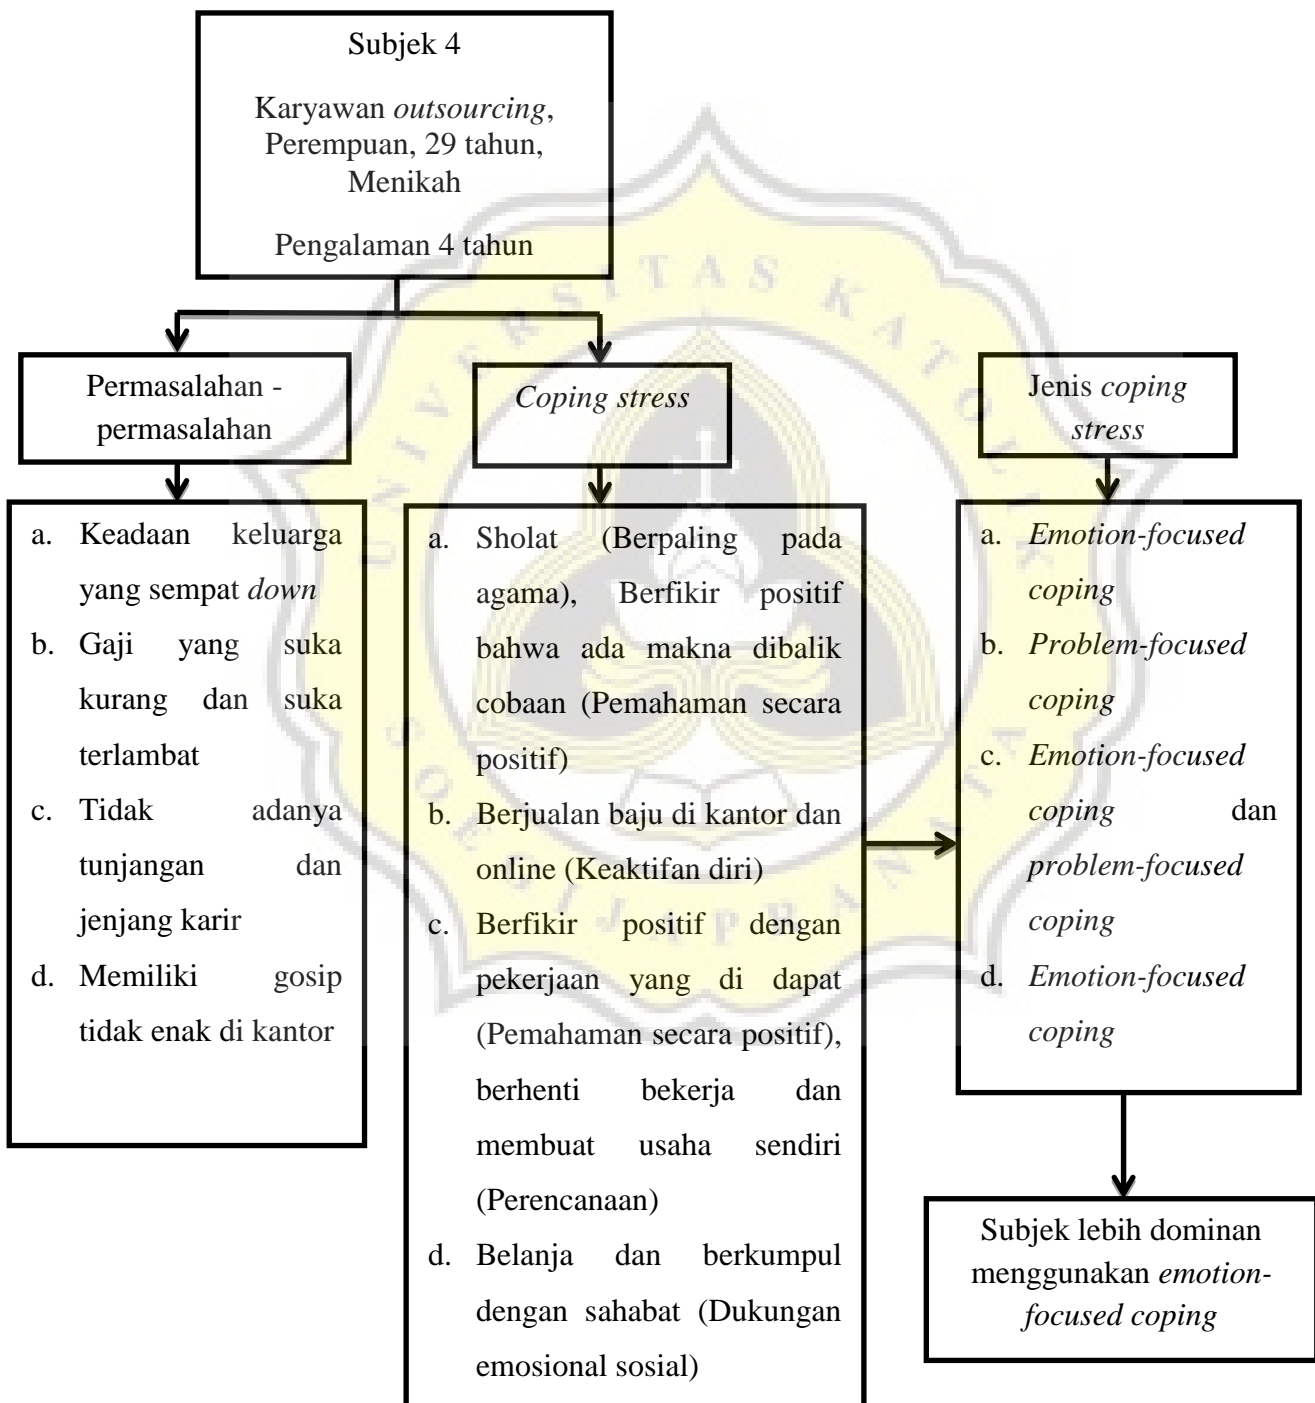 Subjek 4
Karyawan outsourcing,
Perempuan, 29 tahun,
Menikah
Pengalaman 4 tahun
Permasalahan -
permasalahan
Coping stress
Jenis coping
stress
a. Keadaan keluarga
yang sempat down
b. Gaji yang suka
kurang dan suka
terlambat
c. Tidak adanya
tunjangan dan
jenjang karir
d. Memiliki gosip
tidak enak di kantor
a. Sholat (Berpaling pada
agama), Berfikir positif
bahwa ada makna dibalik
cobaan (Pemahaman secara
positif)
b. Berjualan baju di kantor dan
online (Keaktifan diri)
c. Berfikir positif dengan
pekerjaan yang di dapat
(Pemahaman secara positif),
berhenti bekerja dan
membuat usaha sendiri
(Perencanaan)
d. Belanja dan berkumpul
dengan sahabat (Dukungan
emosional sosial)
a. Emotion-focused
coping
b. Problem-focused
coping
c. Emotion-focused
coping dan
problem-focused
coping
d. Emotion-focused
coping
Subjek lebih dominan
menggunakan emotion-
focused coping
UNIVERSITAS KATOLIK
SOEGIJAPRANATA